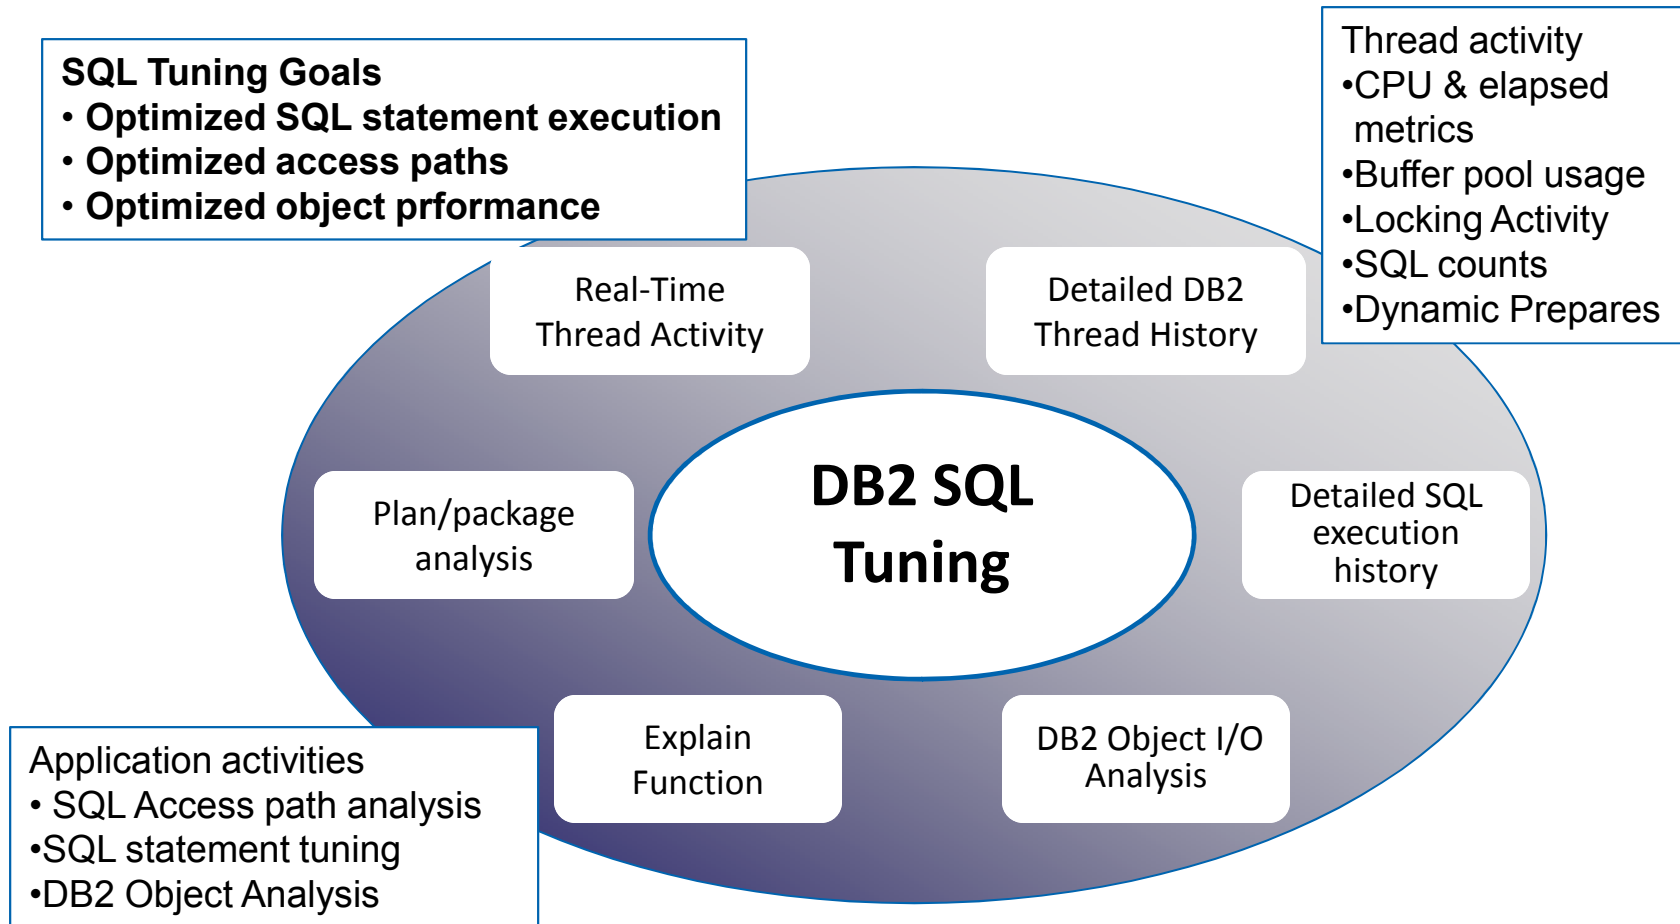 SQL Tuning Goals
• Optimized SQL statement execution
• Optimized access paths
• Optimized object prformance
Thread activity
•CPU & elapsed
metrics
•Buffer pool usage
•Locking Activity
•SQL counts
•Dynamic Prepares
Real-Time
Thread Activity
Detailed DB2
Thread History
Plan/package
analysis
DB2 SQL
Tuning
Detailed SQL
execution
history
Explain
Function
DB2 Object I/O
Analysis
Application activities
• SQL Access path analysis
•SQL statement tuning
•DB2 Object Analysis